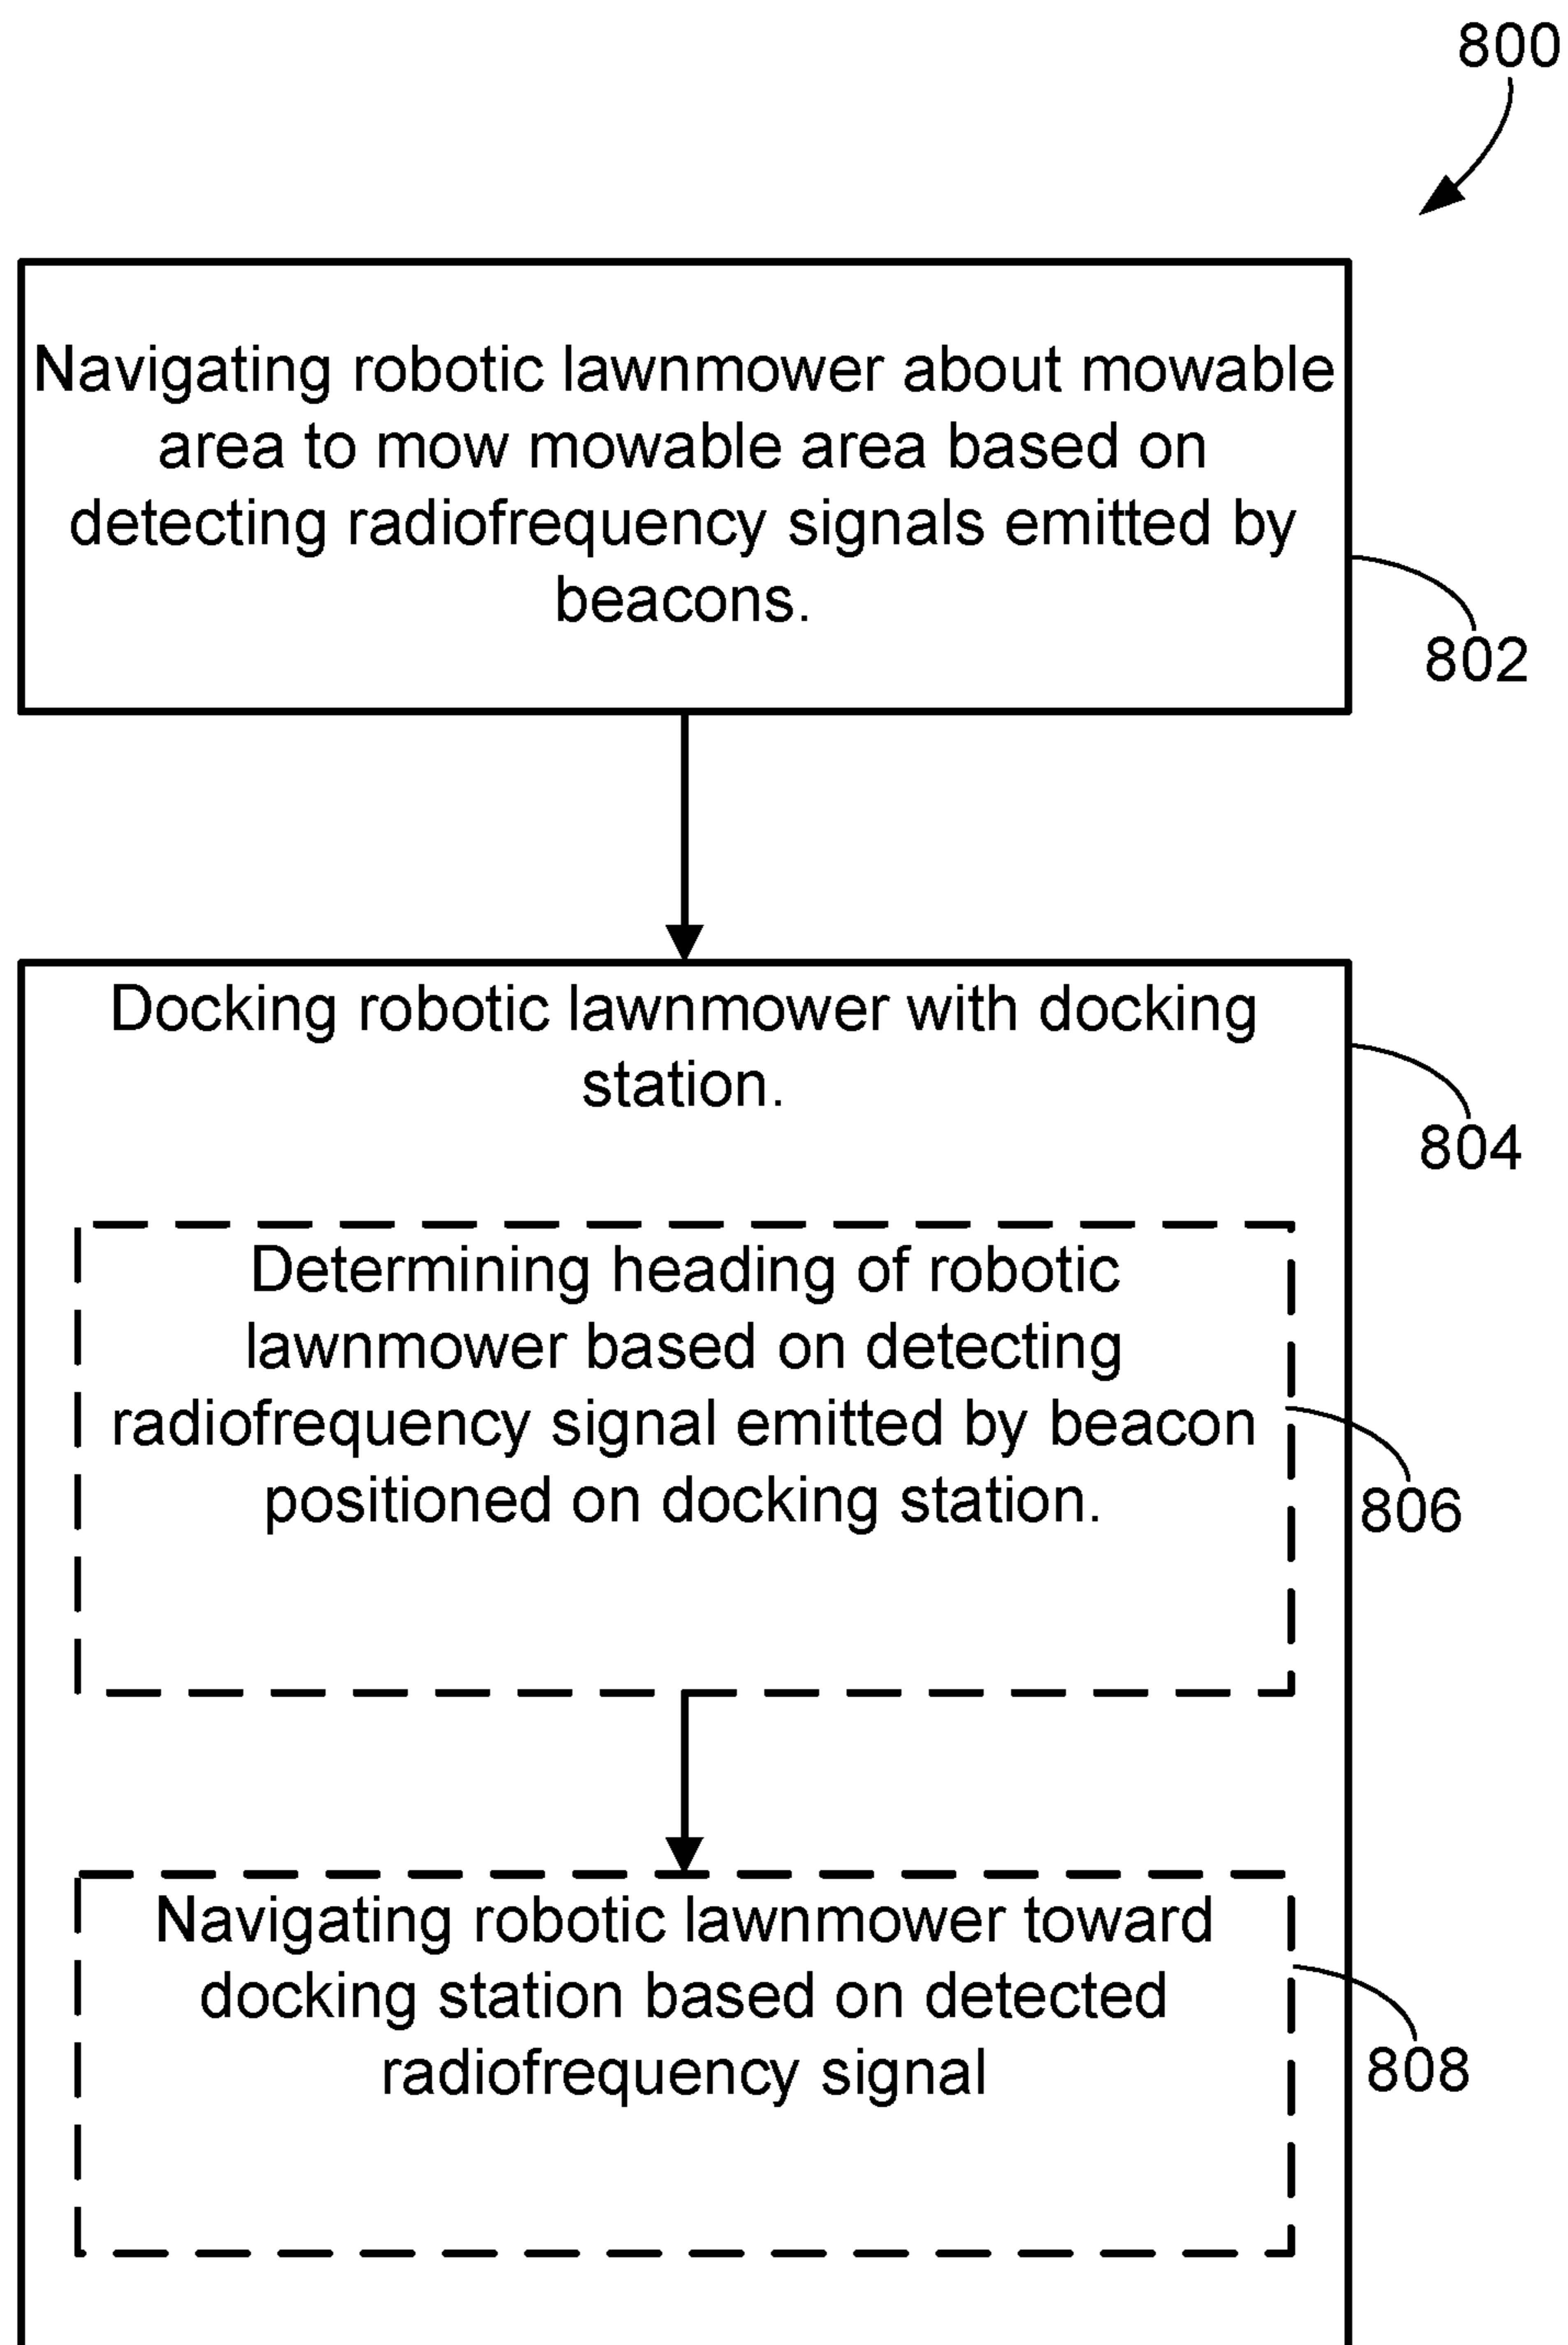 800
Navigating robotic lawnmower about mowable
area to mow mowable area based on
detecting radiofrequency signals emitted by
beacons.
802
Docking robotic lawnmower with docking
station.
804
Determining heading of robotic
lawnmower based on detecting
radiofrequency signal emitted by beacon
positioned on docking station.
806
Navigating robotic lawnmower toward
docking station based on detected
radiofrequency signal
808